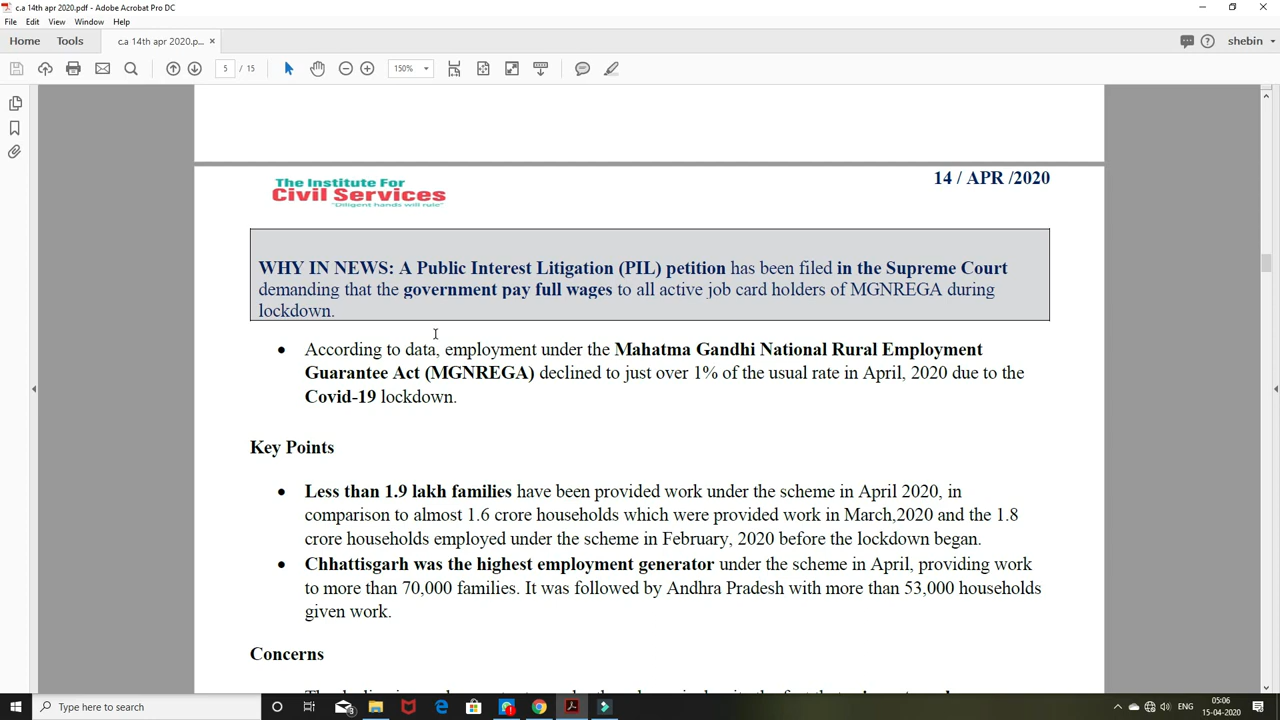 c.a 14th apr 2020.pdf - Adobe Acrobat Pro DC
File Edit View Window Help
Home Tools c.a 14th apr 2020.p... × shebin
5 / 15 150%
The Institute For
Civil Services
"Diligent hands will rule"
14 / APR /2020
WHY IN NEWS: A Public Interest Litigation (PIL) petition has been filed in the Supreme Court
demanding that the government pay full wages to all active job card holders of MGNREGA during
lockdown.
• According to data, employment under the Mahatma Gandhi National Rural Employment
Guarantee Act (MGNREGA) declined to just over 1% of the usual rate in April, 2020 due to the
Covid-19 lockdown.
Key Points
• Less than 1.9 lakh families have been provided work under the scheme in April 2020, in
comparison to almost 1.6 crore households which were provided work in March,2020 and the 1.8
crore households employed under the scheme in February, 2020 before the lockdown began.
• Chhattisgarh was the highest employment generator under the scheme in April, providing work
to more than 70,000 families. It was followed by Andhra Pradesh with more than 53,000 households
given work.
Concerns
Type here to search
05:06
15-04-2020